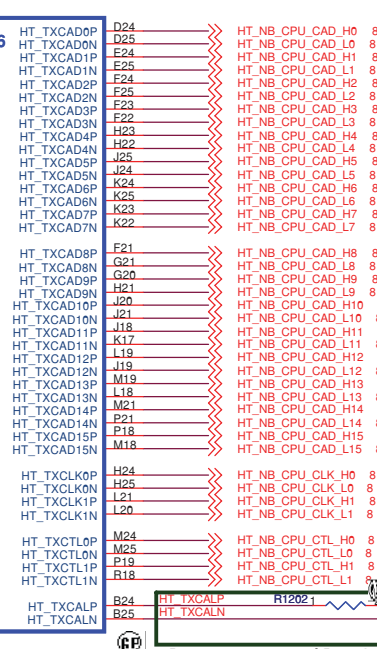 6
HT_TXCAD0P D24 HT_NB_CPU_CAD_H0 8
HT_TXCAD0N D25 HT_NB_CPU_CAD_L0 8
HT_TXCAD1P E24 HT_NB_CPU_CAD_H1 8
HT_TXCAD1N E25 HT_NB_CPU_CAD_L1 8
HT_TXCAD2P F24 HT_NB_CPU_CAD_H2 8
HT_TXCAD2N F25 HT_NB_CPU_CAD_L2 8
HT_TXCAD3P F23 HT_NB_CPU_CAD_H3 8
HT_TXCAD3N F22 HT_NB_CPU_CAD_L3 8
HT_TXCAD4P H23 HT_NB_CPU_CAD_H4 8
HT_TXCAD4N H22 HT_NB_CPU_CAD_L4 8
HT_TXCAD5P J25 HT_NB_CPU_CAD_H5 8
HT_TXCAD5N J24 HT_NB_CPU_CAD_L5 8
HT_TXCAD6P K24 HT_NB_CPU_CAD_H6 8
HT_TXCAD6N K25 HT_NB_CPU_CAD_L6 8
HT_TXCAD7P K23 HT_NB_CPU_CAD_H7 8
HT_TXCAD7N K22 HT_NB_CPU_CAD_L7 8
HT_TXCAD8P F21 HT_NB_CPU_CAD_H8 8
HT_TXCAD8N G21 HT_NB_CPU_CAD_L8 8
HT_TXCAD9P G20 HT_NB_CPU_CAD_H9 8
HT_TXCAD9N H21 HT_NB_CPU_CAD_L9 8
HT_TXCAD10P J20 HT_NB_CPU_CAD_H10
HT_TXCAD10N J21 HT_NB_CPU_CAD_L10
HT_TXCAD11P J18 HT_NB_CPU_CAD_H11
HT_TXCAD11N K17 HT_NB_CPU_CAD_L11
HT_TXCAD12P L19 HT_NB_CPU_CAD_H12
HT_TXCAD12N J19 HT_NB_CPU_CAD_L12
HT_TXCAD13P M19 HT_NB_CPU_CAD_H13
HT_TXCAD13N L18 HT_NB_CPU_CAD_L13
HT_TXCAD14P M21 HT_NB_CPU_CAD_H14
HT_TXCAD14N P21 HT_NB_CPU_CAD_L14
HT_TXCAD15P P18 HT_NB_CPU_CAD_H15
HT_TXCAD15N M18 HT_NB_CPU_CAD_L15
HT_TXCLK0P H24 HT_NB_CPU_CLK_H0 8
HT_TXCLK0N H25 HT_NB_CPU_CLK_L0 8
HT_TXCLK1P L21 HT_NB_CPU_CLK_H1 8
HT_TXCLK1N L20 HT_NB_CPU_CLK_L1 8
HT_TXCTL0P M24 HT_NB_CPU_CTL_H0 8
HT_TXCTL0N M25 HT_NB_CPU_CTL_L0 8
HT_TXCTL1P P19 HT_NB_CPU_CTL_H1 8
HT_TXCTL1N R18 HT_NB_CPU_CTL_L1 8
HT_TXCALP B24 HT_TXCALP R1202 1
HT_TXCALN B25 HT_TXCALN